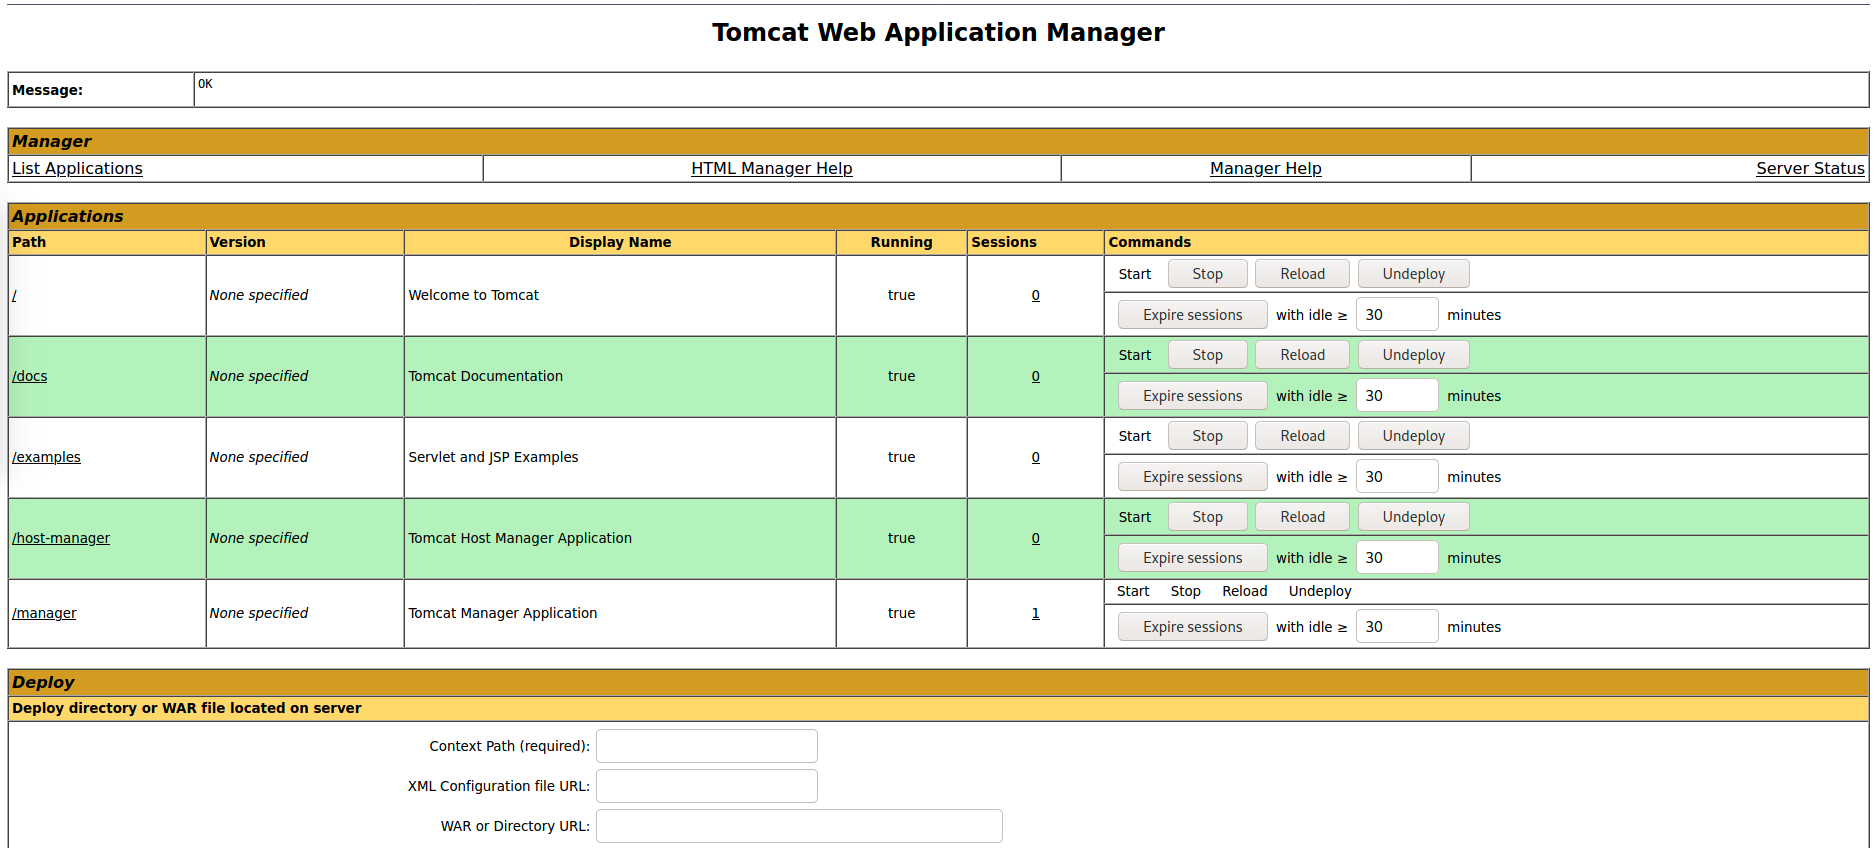 Tomcat Web Application Manager
Message: OK
Manager
List Applications HTML Manager Help Manager Help Server Status
Applications
Path Version Display Name Running Sessions Commands
Start Stop Reload Undeploy
/ None specified Welcome to Tomcat true 0
Expire sessions with idle ≥ 30 minutes
Start Stop Reload Undeploy
/docs None specified Tomcat Documentation true 0
Expire sessions with idle ≥ 30 minutes
Start Stop Reload Undeploy
/examples None specified Servlet and JSP Examples true 0
Expire sessions with idle ≥ 30 minutes
Start Stop Reload Undeploy
/host-manager None specified Tomcat Host Manager Application true 0
Expire sessions with idle ≥ 30 minutes
Start Stop Reload Undeploy
/manager None specified Tomcat Manager Application true 1
Expire sessions with idle ≥ 30 minutes
Deploy
Deploy directory or WAR file located on server
Context Path (required):
XML Configuration file URL:
WAR or Directory URL: